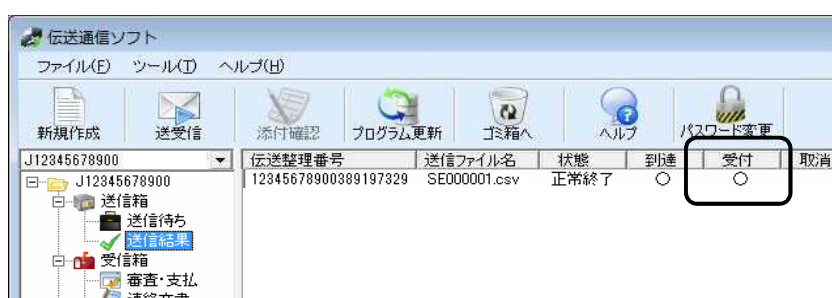 伝送通信ソフト
ファイル(F) ツール(T) ヘルプ(H)
新規作成 送受信 添付確認 プログラム更新 ゴミ箱へ ヘルプ パスワード変更
J12345678900 伝送整理番号 送信ファイル名 状態 到達 受付 取消
J12345678900 12345678900389197329 SE000001.csv 正常終了 ○ ○
送信箱
送信待ち
送信結果
受信箱
審査・支払
連絡文書